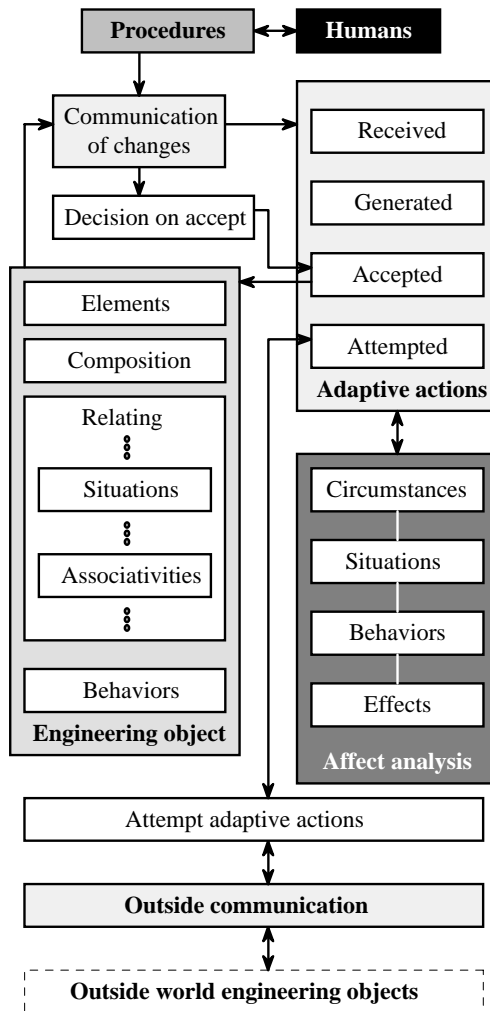 Procedures
Humans
Communication
of changes
Decision on accept
Received
Generated
Accepted
Attempted
Adaptive actions
Elements
Composition
Relating
Situations
Associativities
Behaviors
Engineering object
Circumstances
Situations
Behaviors
Effects
Affect analysis
Attempt adaptive actions
Outside communication
Outside world engineering objects